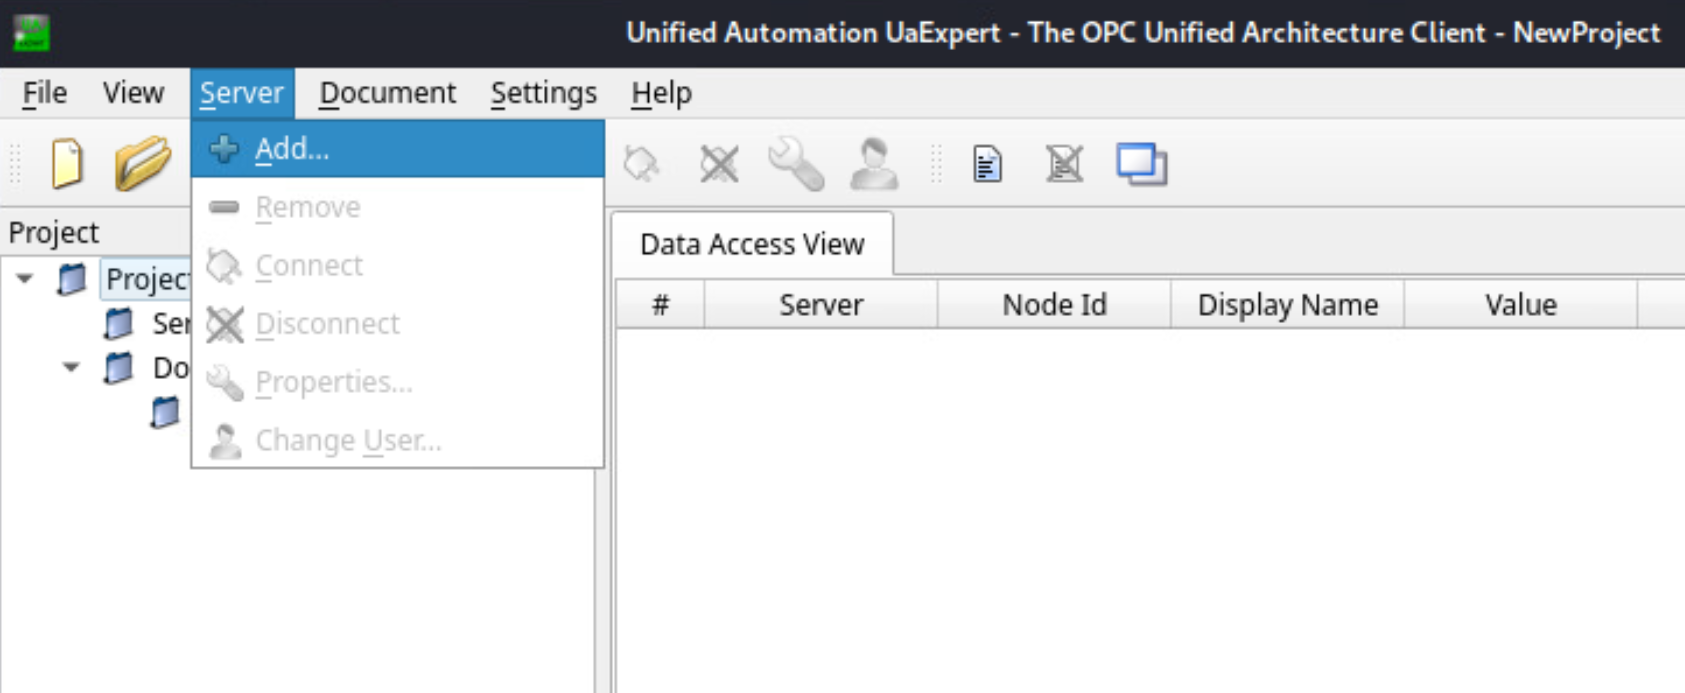 Unified Automation UaExpert - The OPC Unified Architecture Client - NewProject
File View Server Document Settings Help
Add...
Remove
Connect
Disconnect
Properties...
Change User...
Project
Project
Ser
Do
Data Access View
# Server Node Id Display Name Value